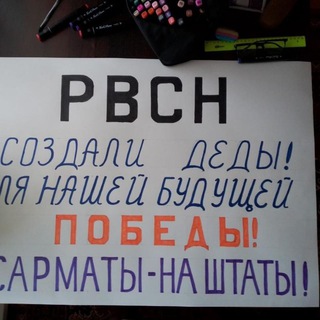 РВСН
СОЗДАЛИ ДЕДЫ!
ЛЯ НАШЕЙ БУДУЩЕЙ
ПОБЕДЫ!
САРМАТЫ-НА ШТАТЫ!